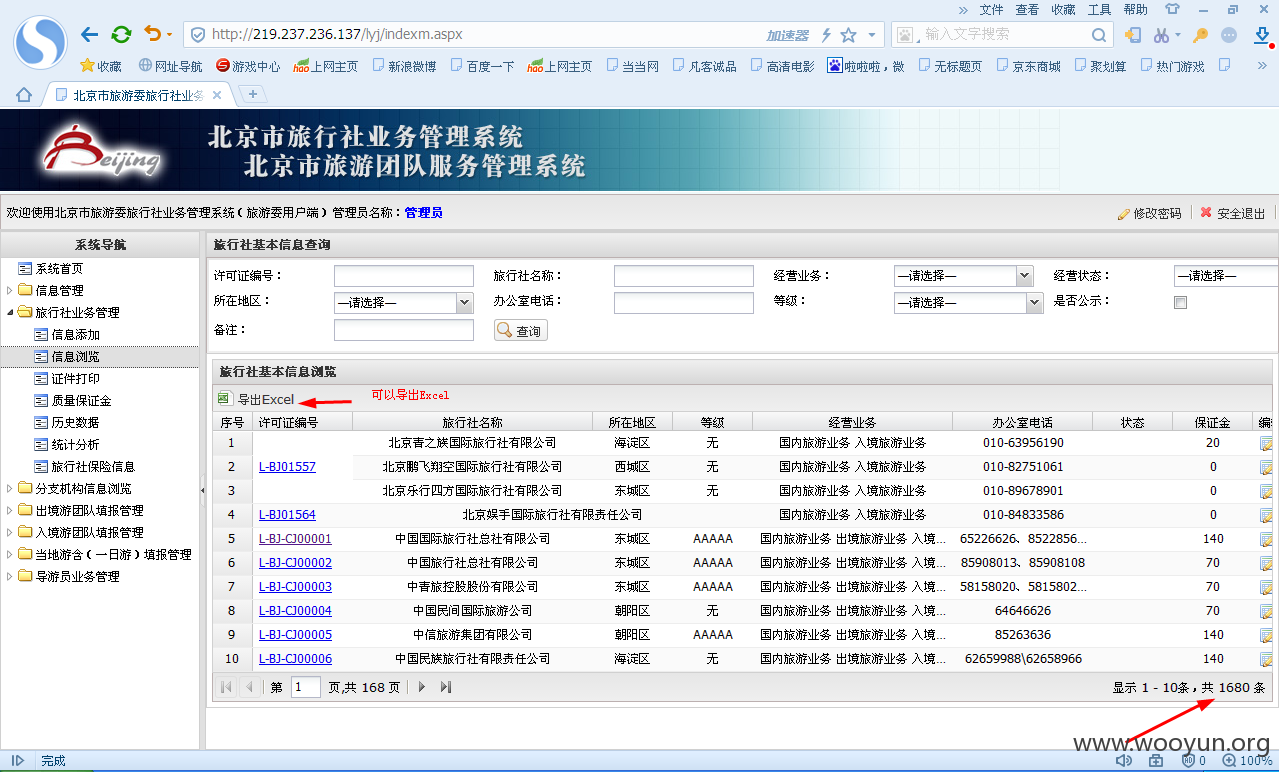 » 文件 查看 收藏 工具 帮助
http://219.237.236.137/lyj/indexm.aspx 加速器 输入文字搜索
收藏 网址导航 游戏中心 hao上网主页 新浪微博 百度一下 hao上网主页 当当网 凡客诚品 高清电影 啦啦啦，微 无标题页 京东商城 聚划算 热门游戏 »
北京市旅游委旅行社业务
Beijing
北京市旅行社业务管理系统
北京市旅游团队服务管理系统
欢迎使用北京市旅游委旅行社业务管理系统(旅游委用户端) 管理员名称：管理员 修改密码 安全退出
系统导航
系统首页
信息管理
旅行社业务管理
信息添加
信息浏览
证件打印
质量保证金
历史数据
统计分析
旅行社保险信息
分支机构信息浏览
出境游团队填报管理
入境游团队填报管理
当地游含(一日游)填报管理
导游员业务管理
旅行社基本信息查询
许可证编号： 旅行社名称： 经营业务： —请选择— 经营状态： —请选择—
所在地区： —请选择— 办公室电话： 等级： —请选择— 是否公示：
备注： 查询
旅行社基本信息浏览
导出Excel 可以导出Excel
序号 许可证编号 旅行社名称 所在地区 等级 经营业务 办公室电话 状态 保证金 编
1 北京青之族国际旅行社有限公司 海淀区 无 国内旅游业务 入境旅游业务 010-63956190 20
2 L-BJ01557 北京鹏飞翔空国际旅行社有限公司 西城区 无 国内旅游业务 入境旅游业务 010-82751061 0
3 北京乐行四方国际旅行社有限公司 东城区 无 国内旅游业务 入境旅游业务 010-89678901 0
4 L-BJ01564 北京娱手国际旅行社有限责任公司 国内旅游业务 入境旅游业务 010-84833586 0
5 L-BJ-CJ00001 中国国际旅行社总社有限公司 东城区 AAAAA 国内旅游业务 出境旅游业务 入境... 65226626、8522856... 140
6 L-BJ-CJ00002 中国旅行社总社有限公司 东城区 AAAAA 国内旅游业务 出境旅游业务 入境... 85908013、85908108 70
7 L-BJ-CJ00003 中青旅控股股份有限公司 东城区 AAAAA 国内旅游业务 出境旅游业务 入境... 58158020、5815802... 70
8 L-BJ-CJ00004 中国民间国际旅游公司 朝阳区 无 国内旅游业务 出境旅游业务 入境... 64646626 70
9 L-BJ-CJ00005 中信旅游集团有限公司 朝阳区 AAAAA 国内旅游业务 出境旅游业务 入境... 85263636 140
10 L-BJ-CJ00006 中国民族旅行社有限责任公司 海淀区 无 国内旅游业务 出境旅游业务 入境... 62659988\62658966 140
第 1 页,共 168 页 显示 1 - 10条，共 1680 条
www.wooyun.org
完成 0 100%